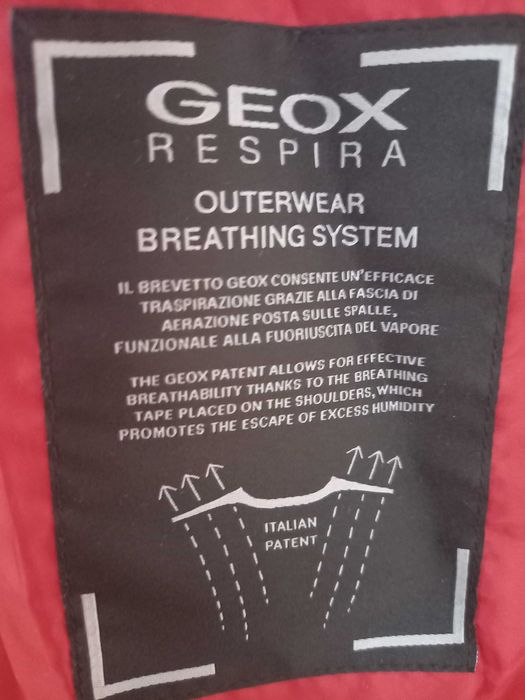 GEOX
RESPIRA
OUTERWEAR
BREATHING SYSTEM
IL BREVETTO GEOX CONSENTE UN'EFFICACE
TRASPIRAZIONE GRAZIE ALLA FASCIA DI
AERAZIONE POSTA SULLE SPALLE,
FUNZIONALE ALLA FUORIUSCITA DEL VAPORE
THE GEOX PATENT ALLOWS FOR EFFECTIVE
BREATHABILITY THANKS TO THE BREATHING
TAPE PLACED ON THE SHOULDERS, WHICH
PROMOTES THE ESCAPE OF EXCESS HUMIDITY
ITALIAN
PATENT